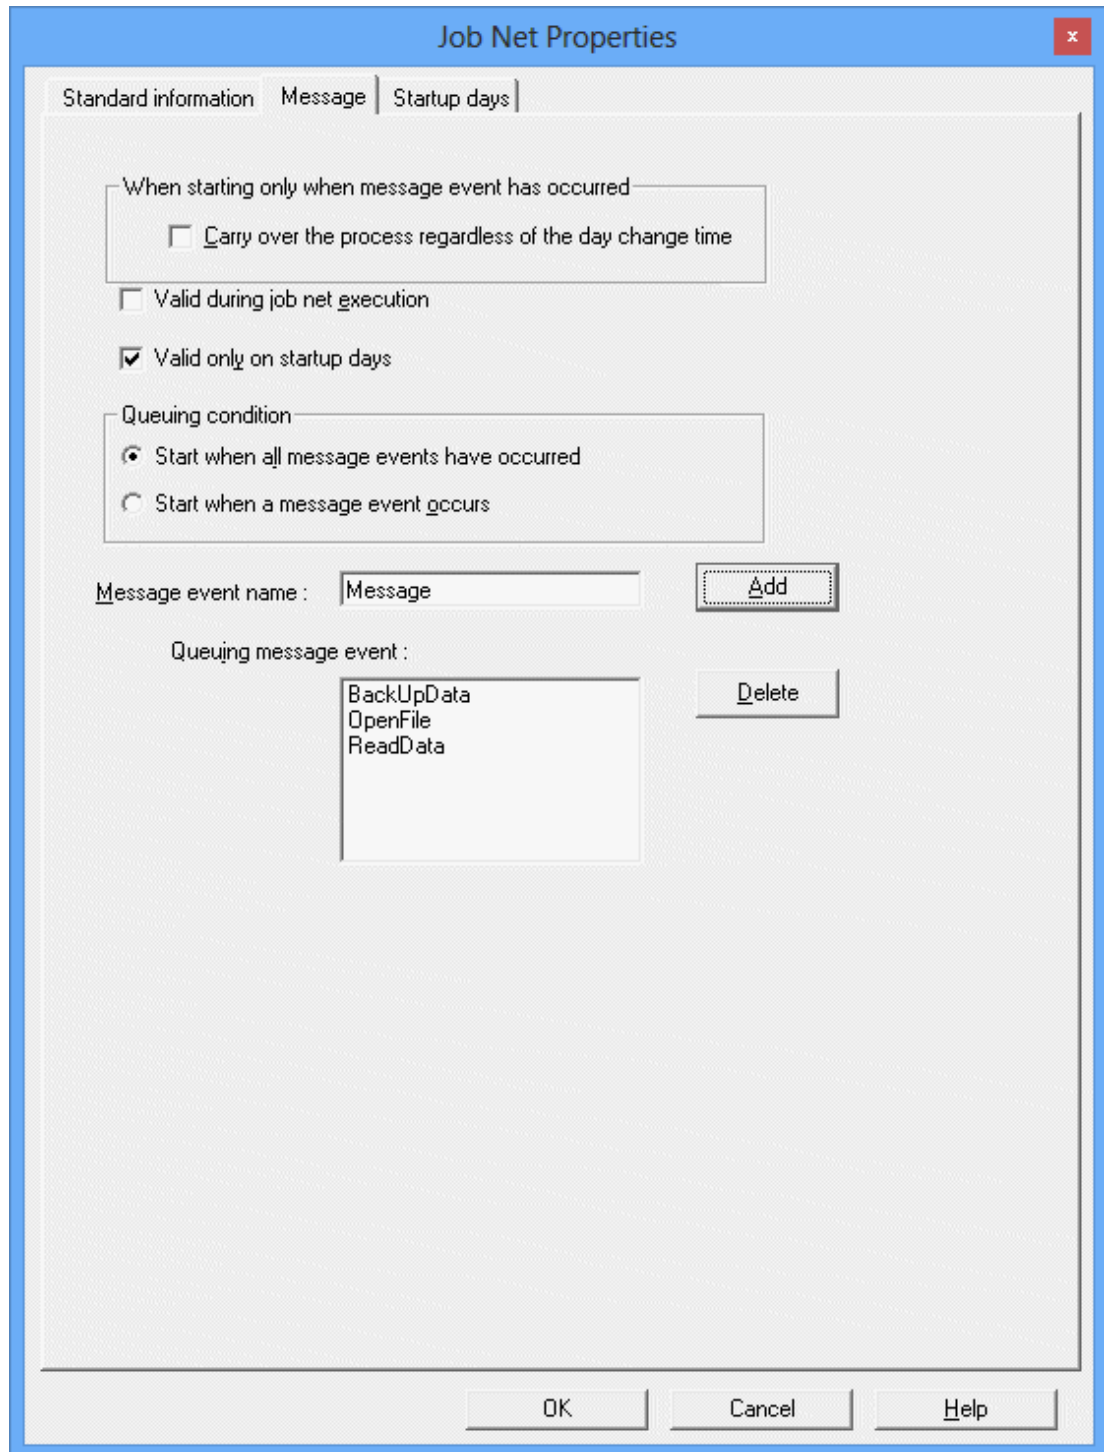 Job Net Properties
x
Standard information Message Startup days
When starting only when message event has occurred
Carry over the process regardless of the day change time
Valid during job net execution
Valid only on startup days
Queuing condition
Start when all message events have occurred
Start when a message event occurs
Message event name : Message Add
Queuing message event :
Delete
BackUpData
OpenFile
ReadData
OK Cancel Help